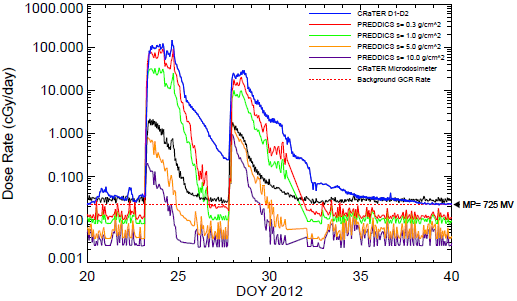 1000.000
100.000
10.000
1.000
0.100
0.010
0.001
Dose Rate (cGy/day)
CRaTER D1-D2
PREDDICS s= 0.3 g/cm^2
PREDDICS s= 1.0 g/cm^2
PREDDICS s= 5.0 g/cm^2
PREDDICS s= 10.0 g/cm^2
CRaTER Microdosimeter
Background GCR Rate
MP= 725 MV
20 25 30 35 40
DOY 2012